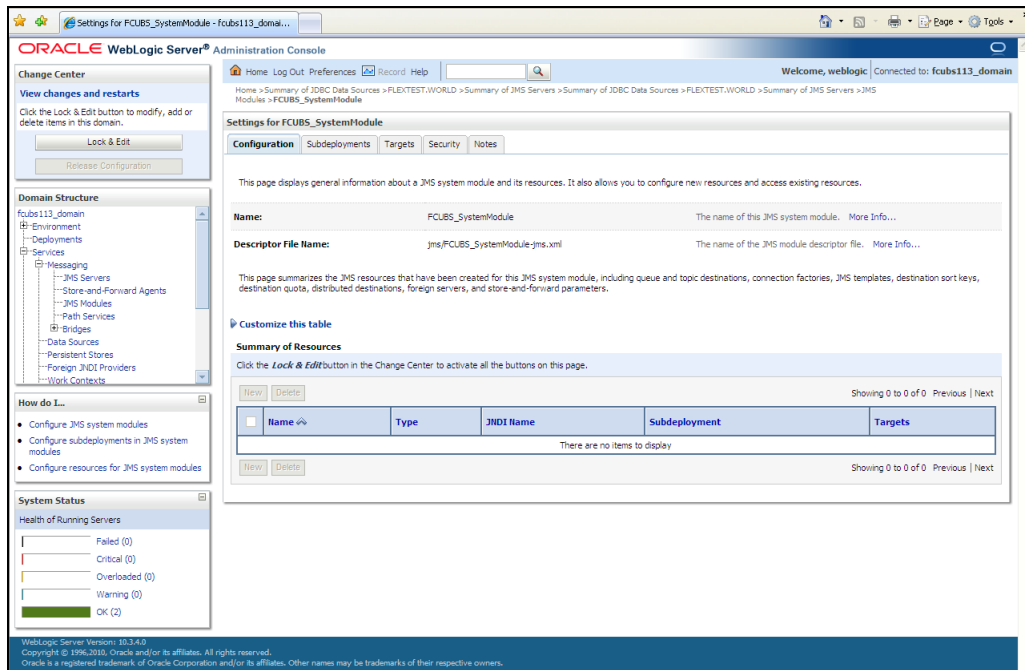 Settings for FCUBS_SystemModule - fcubs113_domai...
Page
Tools
ORACLE WebLogic Server® Administration Console
Change Center
View changes and restarts
Click the Lock & Edit button to modify, add or
delete items in this domain.
Lock & Edit
Release Configuration
Domain Structure
fcubs113_domain
Environment
Deployments
Services
Messaging
JMS Servers
Store-and-Forward Agents
JMS Modules
Path Services
Bridges
Data Sources
Persistent Stores
Foreign JNDI Providers
Work Contexts
How do I...
Configure JMS system modules
Configure subdeployments in JMS system
modules
Configure resources for JMS system modules
System Status
Health of Running Servers
Failed (0)
Critical (0)
Overloaded (0)
Warning (0)
OK (2)
Home Log Out Preferences Record Help
Welcome, weblogic Connected to: fcubs113_domain
Home >Summary of JDBC Data Sources >FLEXTEST.WORLD >Summary of JMS Servers >Summary of JDBC Data Sources >FLEXTEST.WORLD >Summary of JMS Servers >JMS
Modules >FCUBS_SystemModule
Settings for FCUBS_SystemModule
Configuration Subdeployments Targets Security Notes
This page displays general information about a JMS system module and its resources. It also allows you to configure new resources and access existing resources.
Name: FCUBS_SystemModule The name of this JMS system module. More Info...
Descriptor File Name: jms/FCUBS_SystemModule-jms.xml The name of the JMS module descriptor file. More Info...
This page summarizes the JMS resources that have been created for this JMS system module, including queue and topic destinations, connection factories, JMS templates, destination sort keys,
destination quota, distributed destinations, foreign servers, and store-and-forward parameters.
Customize this table
Summary of Resources
Click the Lock & Edit button in the Change Center to activate all the buttons on this page.
New Delete Showing 0 to 0 of 0 Previous | Next
Name Type JNDI Name Subdeployment Targets
There are no items to display
New Delete Showing 0 to 0 of 0 Previous | Next
WebLogic Server Version: 10.3.4.0
Copyright © 1996,2010, Oracle and/or its affiliates. All rights reserved.
Oracle is a registered trademark of Oracle Corporation and/or its affiliates. Other names may be trademarks of their respective owners.